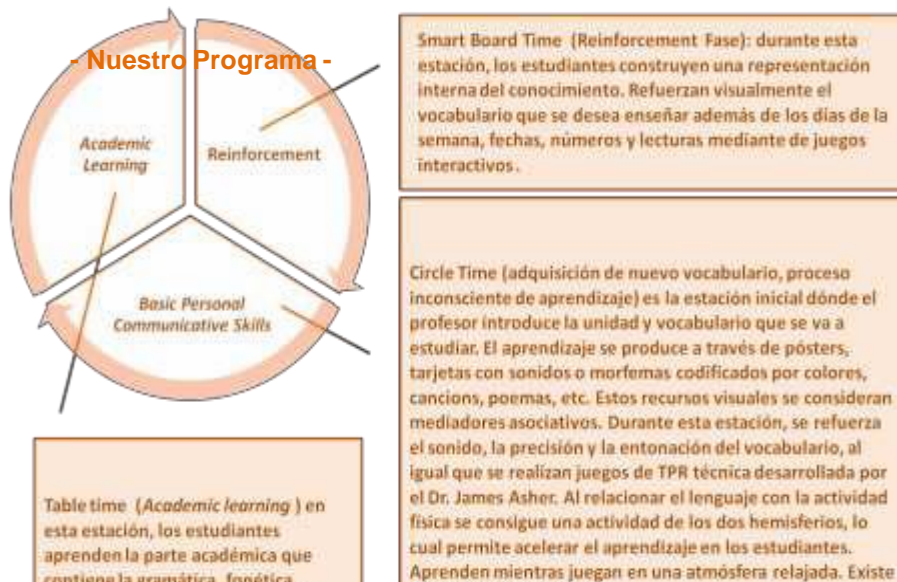 - Nuestro Programa -
Academic
Learning
Reinforcement
Basic Personal
Communicative Skills
Smart Board Time (Reinforcement Fase): durante esta
estación, los estudiantes construyen una representación
interna del conocimiento. Refuerzan visualmente el
vocabulario que se desea enseñar además de los días de la
semana, fechas, números y lecturas mediante de juegos
interactivos.
Circle Time (adquisición de nuevo vocabulario, proceso
inconsciente de aprendizaje) es la estación inicial dónde el
profesor introduce la unidad y vocabulario que se va a
estudiar. El aprendizaje se produce a través de pósters,
tarjetas con sonidos o morfemas codificados por colores,
cancions, poemas, etc. Estos recursos visuales se consideran
mediadores asociativos. Durante esta estación, se refuerza
el sonido, la precisión y la entonación del vocabulario, al
igual que se realizan juegos de TPR técnica desarrollada por
el Dr. James Asher. Al relacionar el lenguaje con la actividad
física se consigue una actividad de los dos hemisferios, lo
cual permite acelerar el aprendizaje en los estudiantes.
Aprenden mientras juegan en una atmósfera relajada. Existe
Table time (Academic learning ) en
esta estación, los estudiantes
aprenden la parte académica que
contiene la gramática, fonética